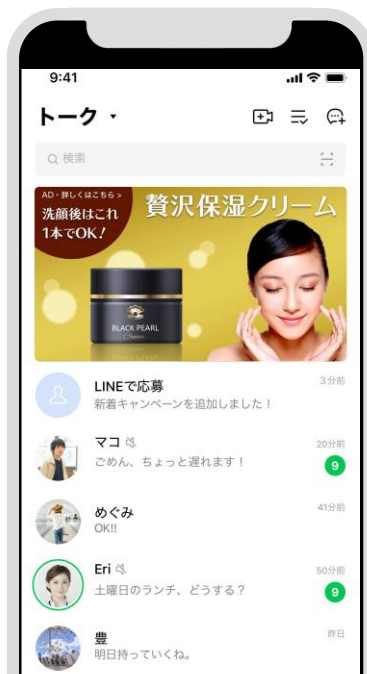 9:41
トーク
検索
AD・詳しくはこちら >
洗顔後はこれ
1本でOK!
贅沢保湿クリーム
BLACK PEARL
Cream
LINEで応募
3分前
新着キャンペーンを追加しました！
マコ
20分前
ごめん、ちょっと遅れます！
9
めぐみ
41分前
OK!!
Eri
50分前
土曜日のランチ、どうする？
9
豊
昨日
明日持っていくね。